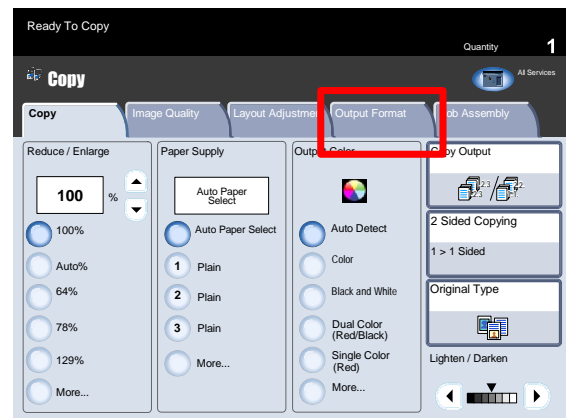 Ready To Copy
Quantity 1
Copy
All Services
Copy Image Quality Layout Adjustmen Output Format ob Assembly
Reduce / Enlarge
100 %
100%
Auto%
64%
78%
129%
More...
Paper Supply
Auto Paper
Select
Auto Paper Select
1 Plain
2 Plain
3 Plain
More...
Output Color
Auto Detect
Color
Black and White
Dual Color
(Red/Black)
Single Color
(Red)
More...
Copy Output
2 Sided Copying
1 > 1 Sided
Original Type
Lighten / Darken